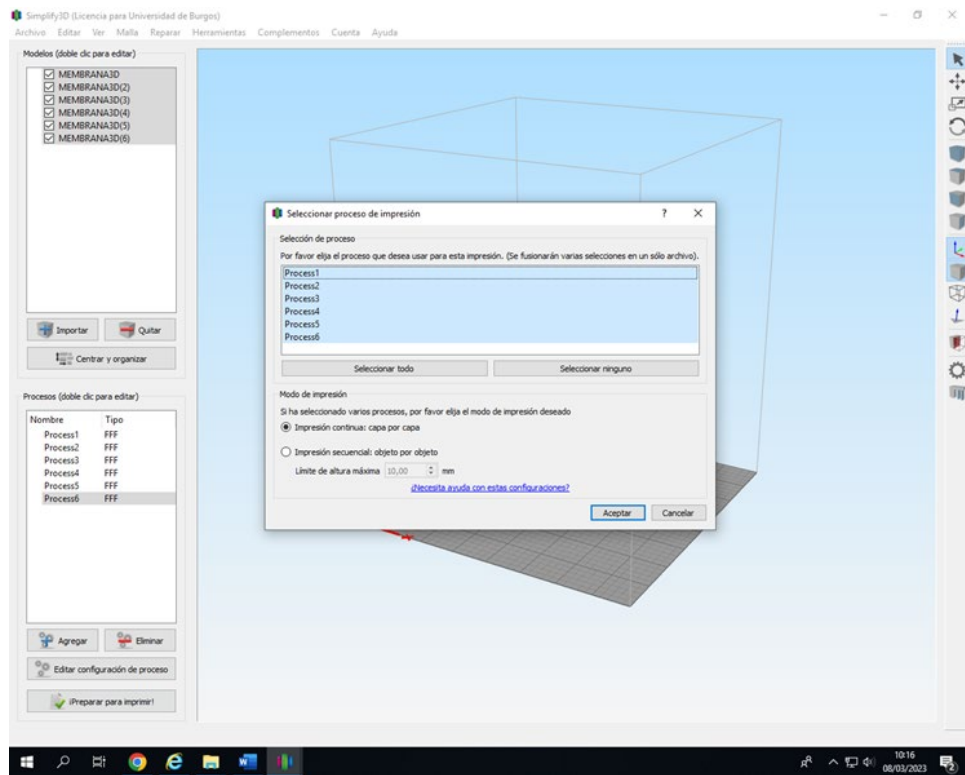 Simplify3D (Licencia para Universidad de Burgos)
Archivo Editar Ver Malla Reparar Herramientas Complementos Cuenta Ayuda
Modelos (doble clic para editar)
MEMBRANA3D
MEMBRANA3D(2)
MEMBRANA3D(3)
MEMBRANA3D(4)
MEMBRANA3D(5)
MEMBRANA3D(6)
Importar Quitar
Centrar y organizar
Procesos (doble clic para editar)
Nombre Tipo
Process1 FFF
Process2 FFF
Process3 FFF
Process4 FFF
Process5 FFF
Process6 FFF
Agregar Eliminar
Editar configuración de proceso
¡Preparar para imprimir!
Seleccionar proceso de impresión ?
Selección de proceso
Por favor elija el proceso que desea usar para esta impresión. (Se fusionarán varias selecciones en un sólo archivo).
Process1
Process2
Process3
Process4
Process5
Process6
Seleccionar todo Seleccionar ninguno
Modo de impresión
Si ha seleccionado varios procesos, por favor elija el modo de impresión deseado
Impresión continua: capa por capa
Impresión secuencial: objeto por objeto
Límite de altura máxima 10,00 mm
¿Necesita ayuda con estas configuraciones?
Aceptar Cancelar
10:16
08/03/2023
2